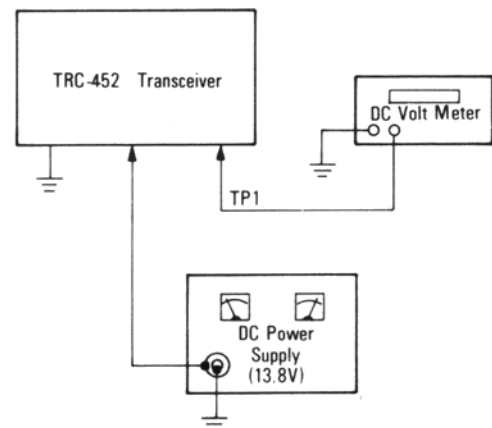 TRC-452 Transceiver
DC Volt Meter
TP1
DC Power
Supply
(13.8V)